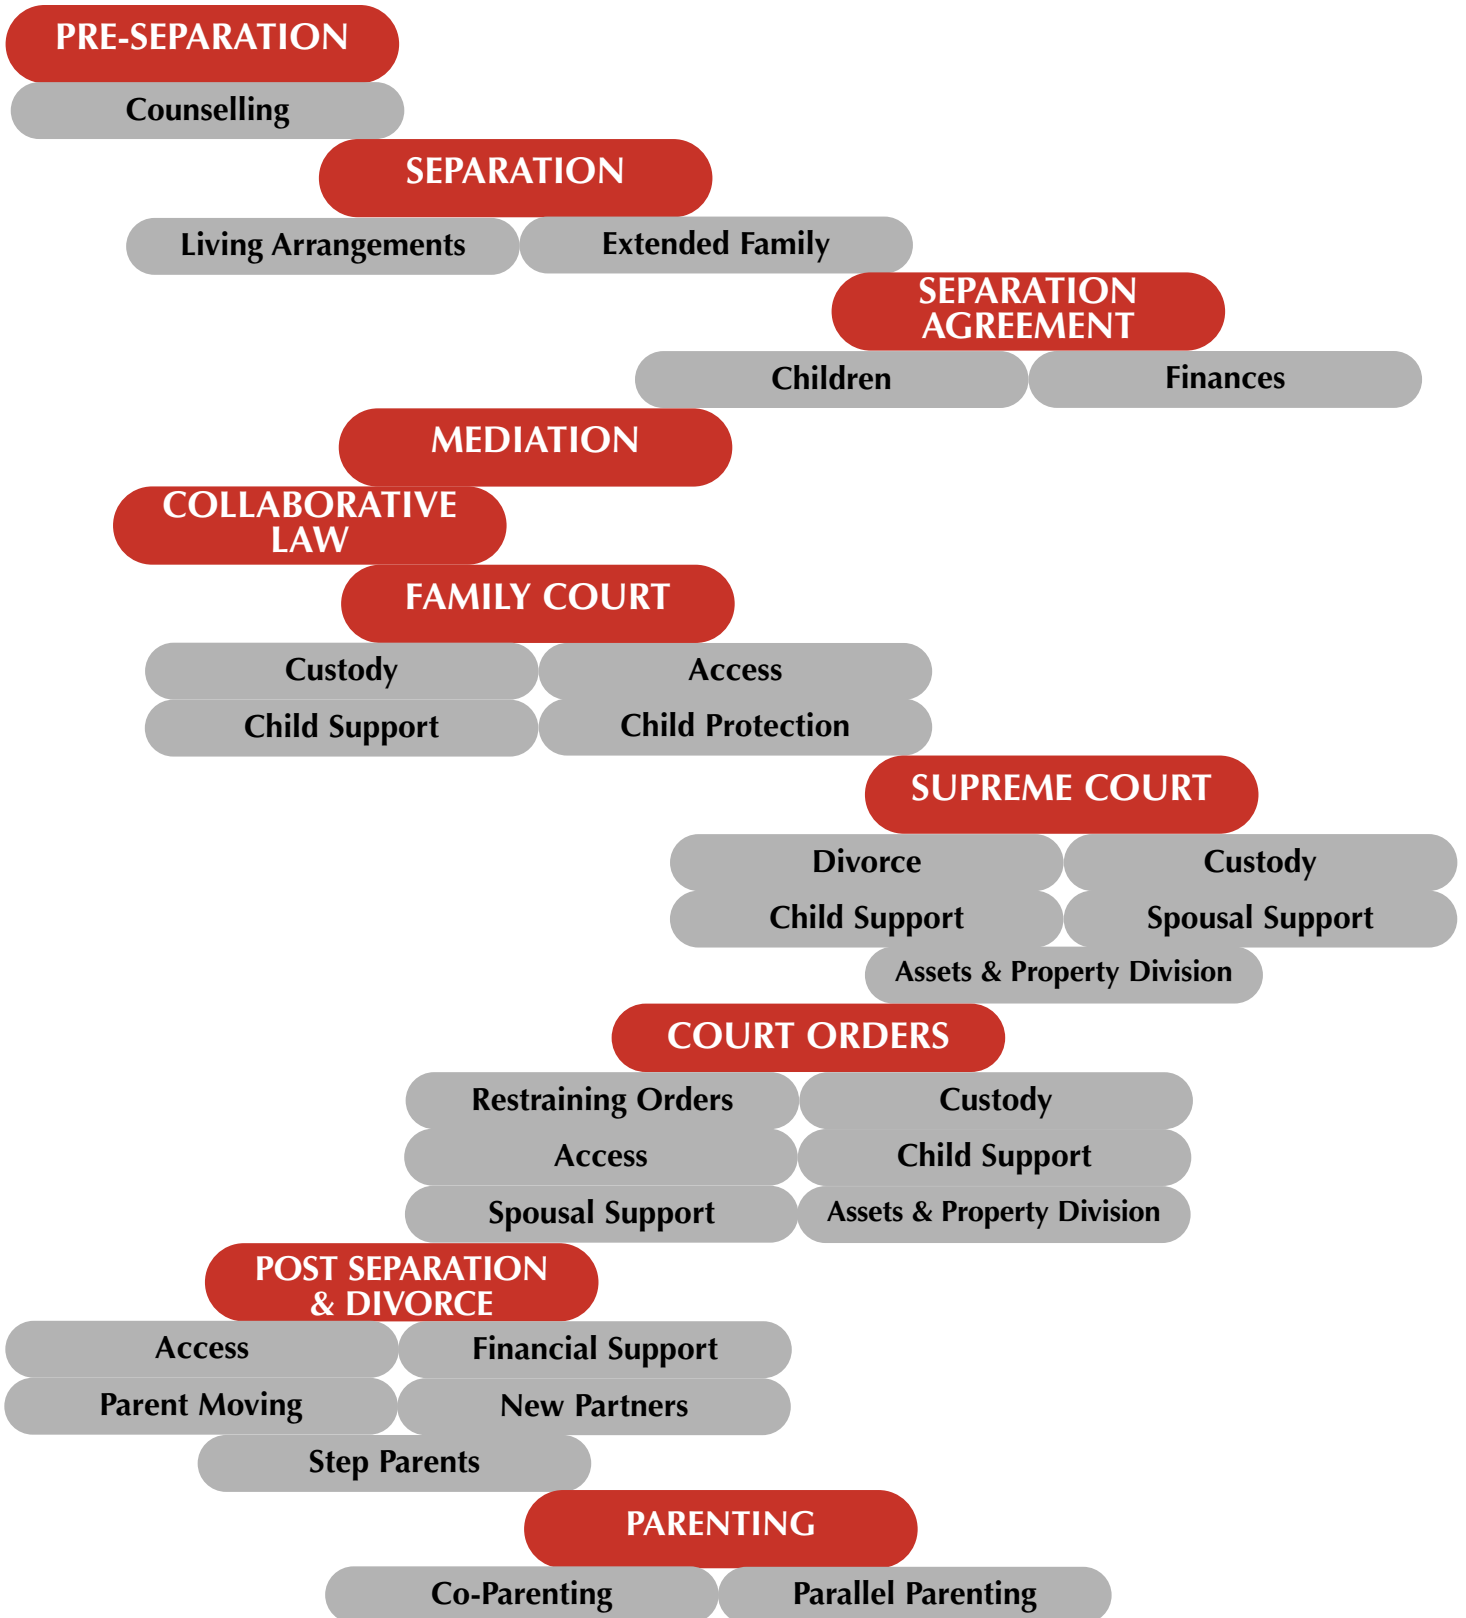 PRE-SEPARATION
Counselling
SEPARATION
Living Arrangements
Extended Family
SEPARATION
AGREEMENT
Children
Finances
MEDIATION
COLLABORATIVE
LAW
FAMILY COURT
Custody
Access
Child Support
Child Protection
SUPREME COURT
Divorce
Custody
Child Support
Spousal Support
Assets & Property Division
COURT ORDERS
Restraining Orders
Custody
Access
Child Support
Spousal Support
Assets & Property Division
POST SEPARATION
& DIVORCE
Access
Financial Support
Parent Moving
New Partners
Step Parents
PARENTING
Co-Parenting
Parallel Parenting